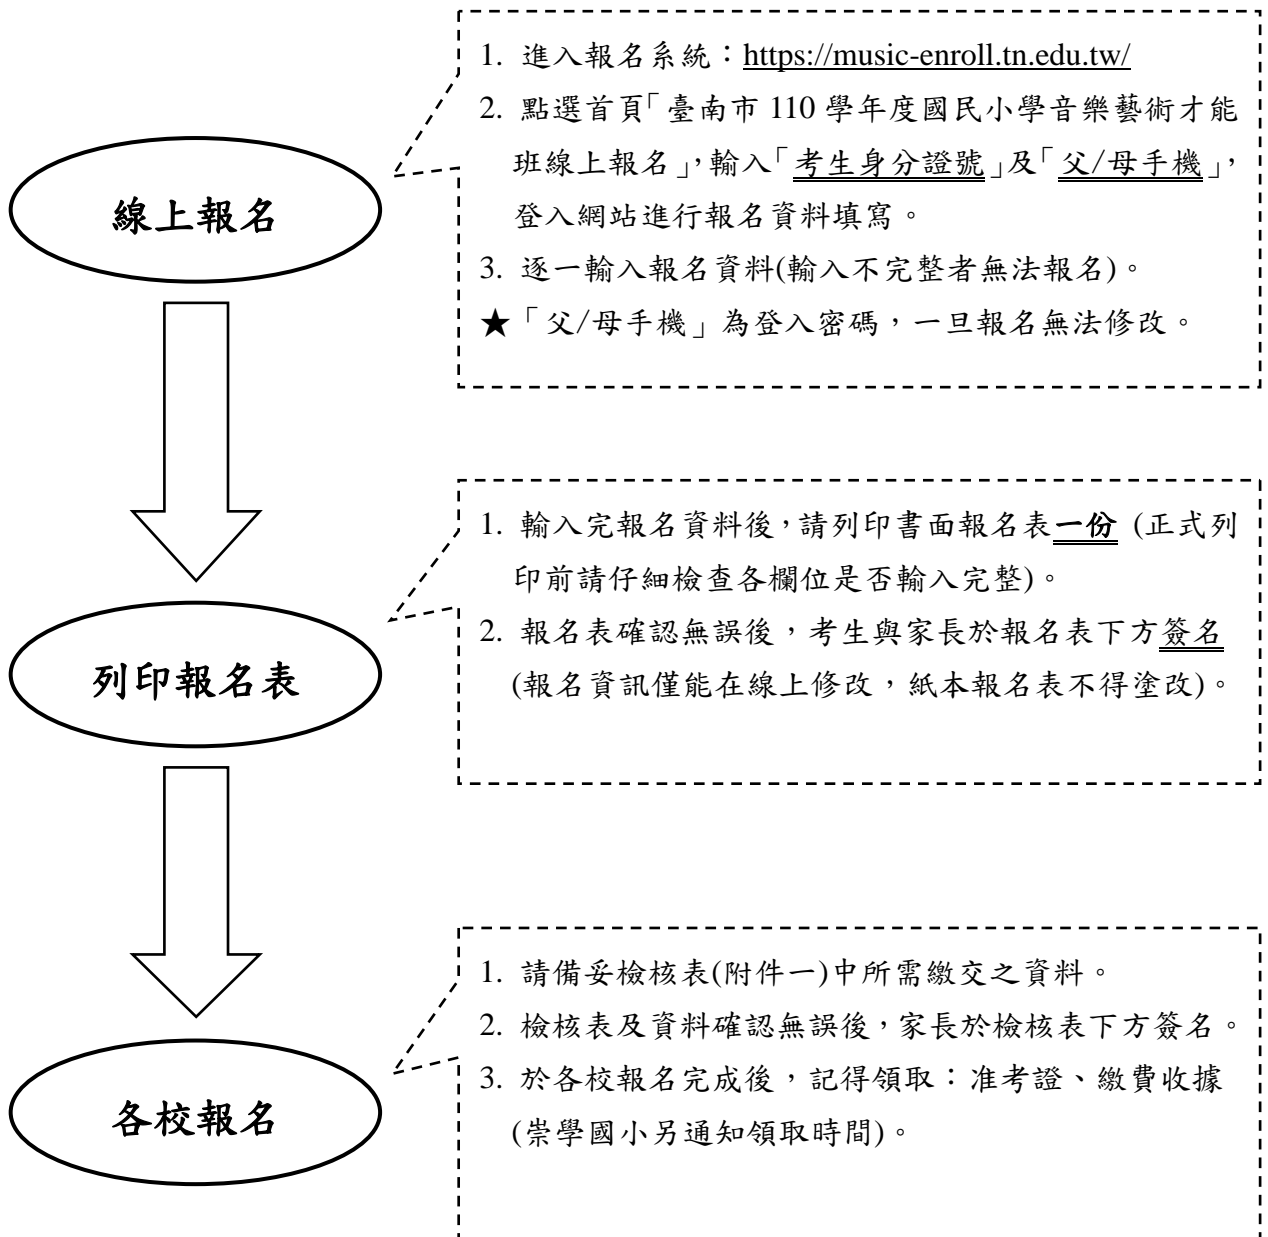 線上報名
1. 進入報名系統：https://music-enroll.tn.edu.tw/
2. 點選首頁「臺南市 110 學年度國民小學音樂藝術才能
班線上報名」，輸入「考生身分證號」及「父/母手機」，
登入網站進行報名資料填寫。
3. 逐一輸入報名資料(輸入不完整者無法報名)。
★「父/母手機」為登入密碼，一旦報名無法修改。
列印報名表
1. 輸入完報名資料後，請列印書面報名表一份 (正式列
印前請仔細檢查各欄位是否輸入完整)。
2. 報名表確認無誤後，考生與家長於報名表下方簽名
(報名資訊僅能在線上修改，紙本報名表不得塗改)。
各校報名
1. 請備妥檢核表(附件一)中所需繳交之資料。
2. 檢核表及資料確認無誤後，家長於檢核表下方簽名。
3. 於各校報名完成後，記得領取：准考證、繳費收據
(崇學國小另通知領取時間)。